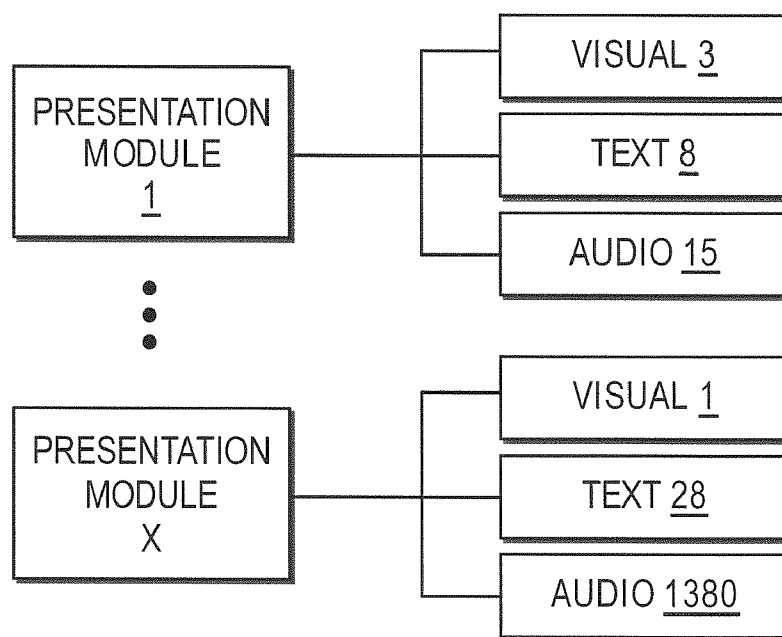 PRESENTATION
MODULE
1
VISUAL 3
TEXT 8
AUDIO 15
PRESENTATION
MODULE
X
VISUAL 1
TEXT 28
AUDIO 1380